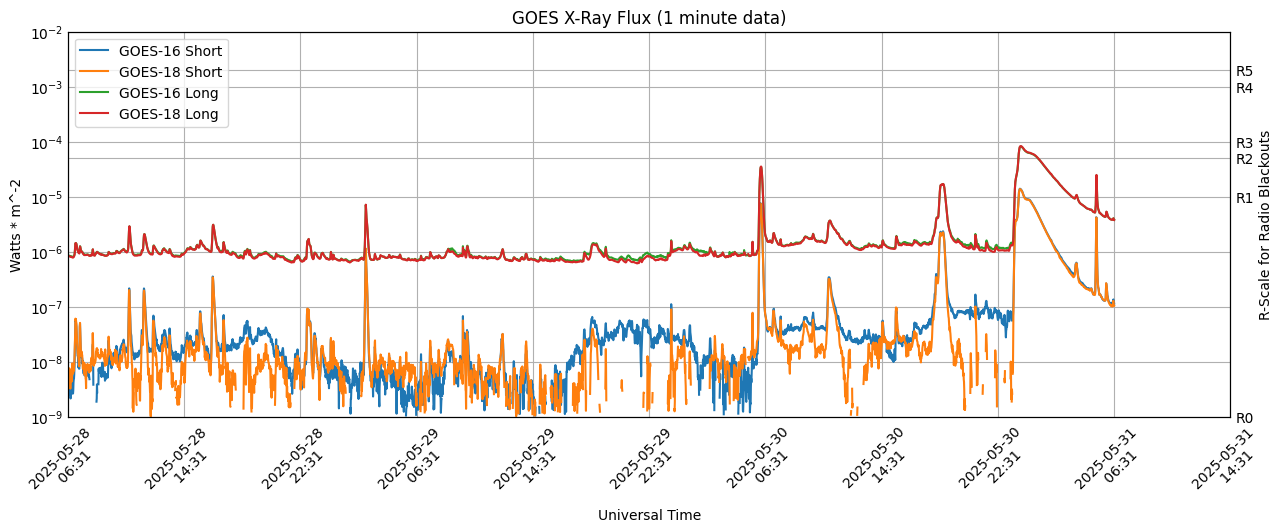 GOES X-Ray Flux (1 minute data)
GOES-16 Short
GOES-18 Short
GOES-16 Long
GOES-18 Long
Watts * m^-2
10^-2
10^-3
10^-4
10^-5
10^-6
10^-7
10^-8
10^-9
R5
R4
R3
R2
R1
R0
R-Scale for Radio Blackouts
2025-05-28
06:31
2025-05-28
14:31
2025-05-28
22:31
2025-05-29
06:31
2025-05-29
14:31
2025-05-29
22:31
2025-05-30
06:31
2025-05-30
14:31
2025-05-30
22:31
2025-05-31
06:31
2025-05-31
14:31
Universal Time